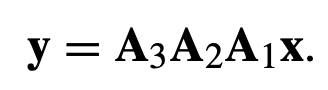 y = A₃A₂A₁x.